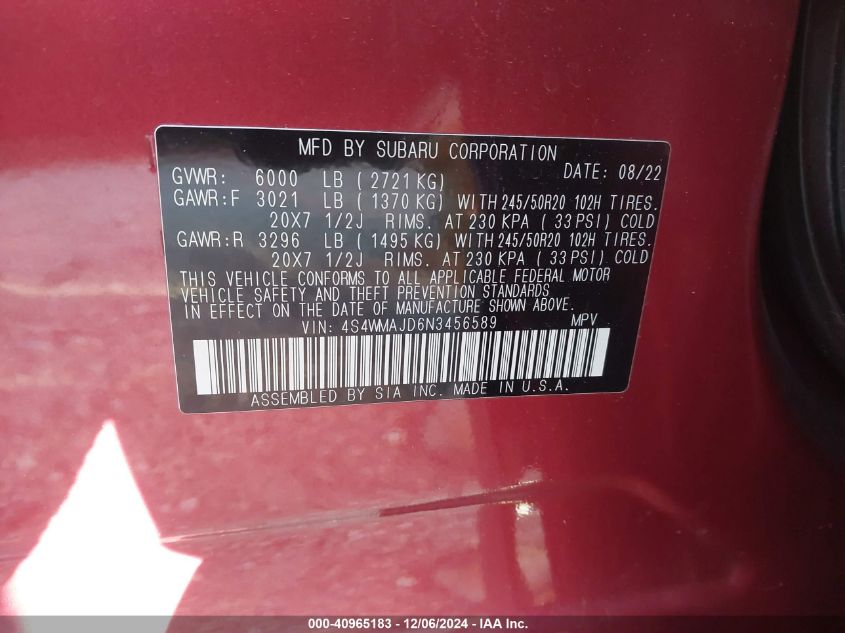 MFD BY SUBARU CORPORATION
GVWR: 6000 LB ( 2721 KG) DATE: 08/22
GAWR:F 3021 LB ( 1370 KG) WITH 245/50R20 102H TIRES.
20X7 1/2J RIMS. AT 230 KPA ( 33 PSI) COLD
GAWR:R 3296 LB ( 1495 KG) WITH 245/50R20 102H TIRES.
20X7 1/2J RIMS. AT 230 KPA ( 33 PSI) COLD
THIS VEHICLE CONFORMS TO ALL APPLICABLE FEDERAL MOTOR
VEHICLE SAFETY AND THEFT PREVENTION STANDARDS
IN EFFECT ON THE DATE OF MANUFACTURE SHOWN ABOVE.
VIN: 4S4WMAJD6N3456589 MPV
ASSEMBLED BY SIA INC. MADE IN U.S.A.
000-40965183 - 12/06/2024 - IAA Inc.